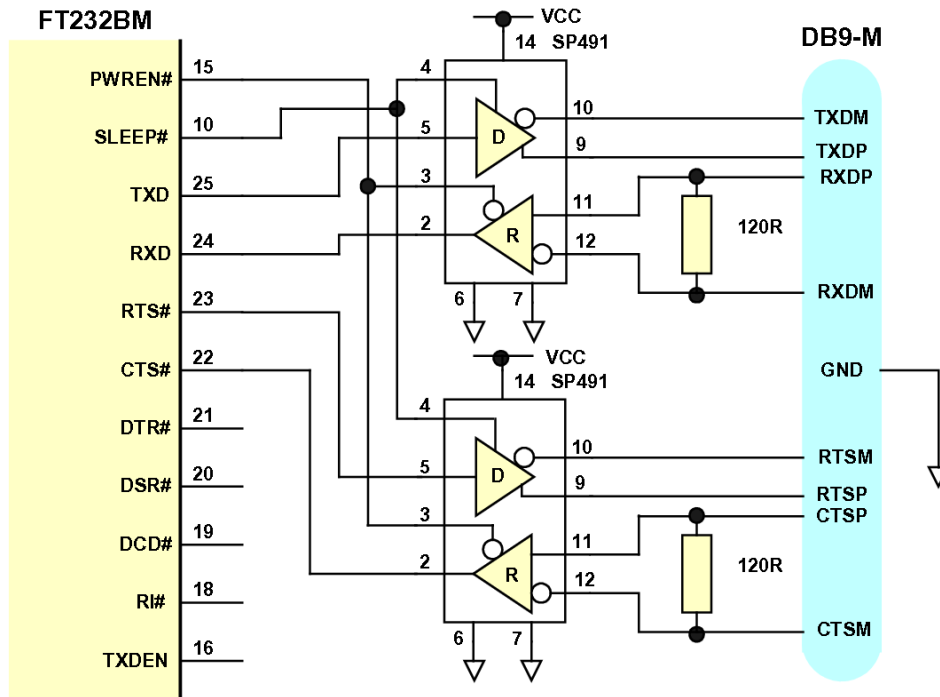 FT232BM
PWREN# 15
SLEEP# 10
TXD 25
RXD 24
RTS# 23
CTS# 22
DTR# 21
DSR# 20
DCD# 19
RI# 18
TXDEN 16
VCC
14 SP491
4
5
3
2
D
R
10
9
11
12
6 7
120R
VCC
14 SP491
4
5
3
2
D
R
10
9
11
12
6 7
120R
DB9-M
TXDM
TXDP
RXDP
RXDM
GND
RTSM
RTSP
CTSP
CTSM